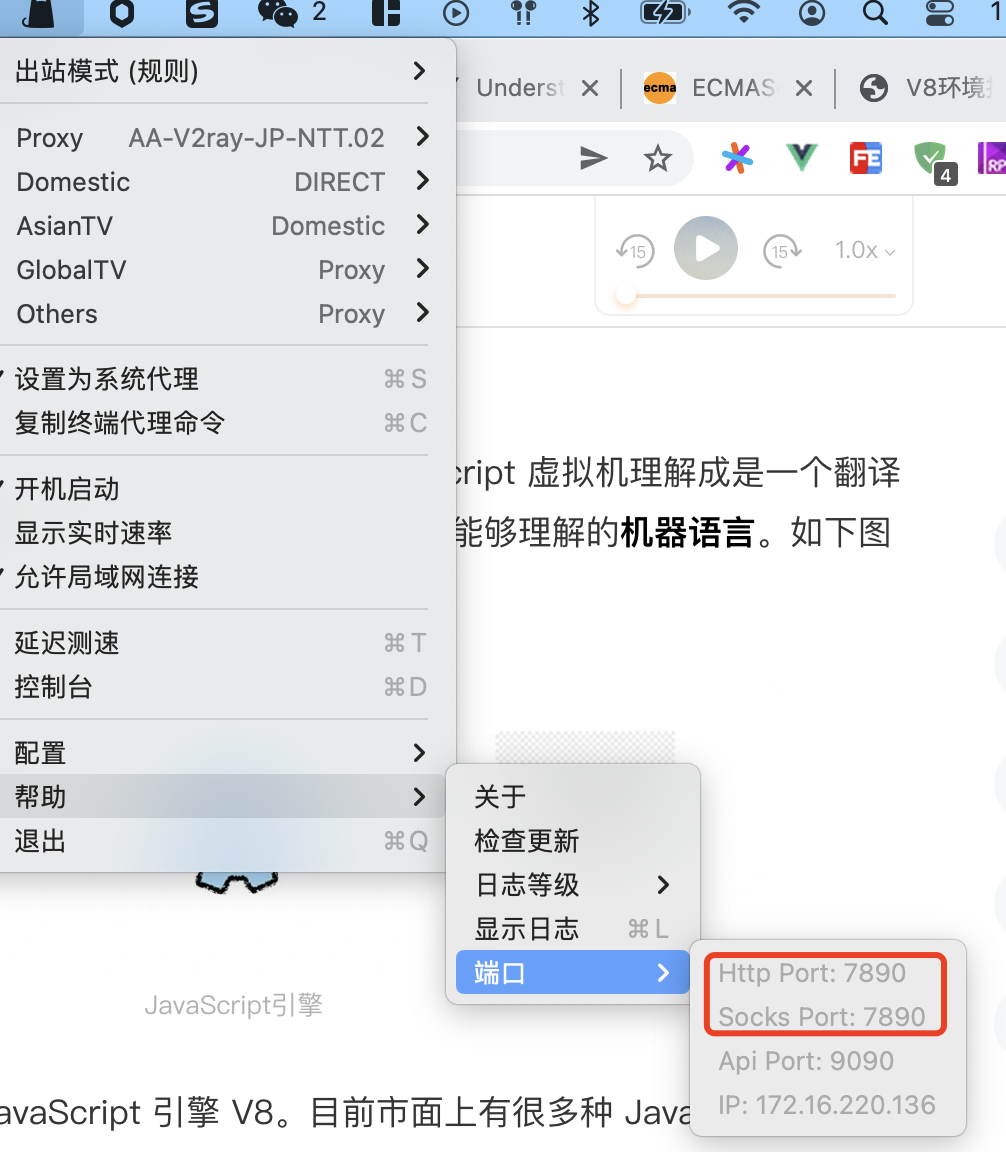 2
1
出站模式 (规则)
Proxy AA-V2ray-JP-NTT.02
Domestic DIRECT
AsianTV Domestic
GlobalTV Proxy
Others Proxy
设置为系统代理 ⌘S
复制终端代理命令 ⌘C
开机启动
显示实时速率
允许局域网连接
延迟测速 ⌘T
控制台 ⌘D
配置
帮助
退出 ⌘Q
Underst
ecma ECMAS
V8环境
FE
4
RP
15
15
1.0x
cript 虚拟机理解成是一个翻译
能够理解的机器语言。如下图
关于
检查更新
日志等级
显示日志 ⌘L
端口
Http Port: 7890
Socks Port: 7890
Api Port: 9090
IP: 172.16.220.136
JavaScript引擎
avaScript 引擎 V8。目前市面上有很多种 Java